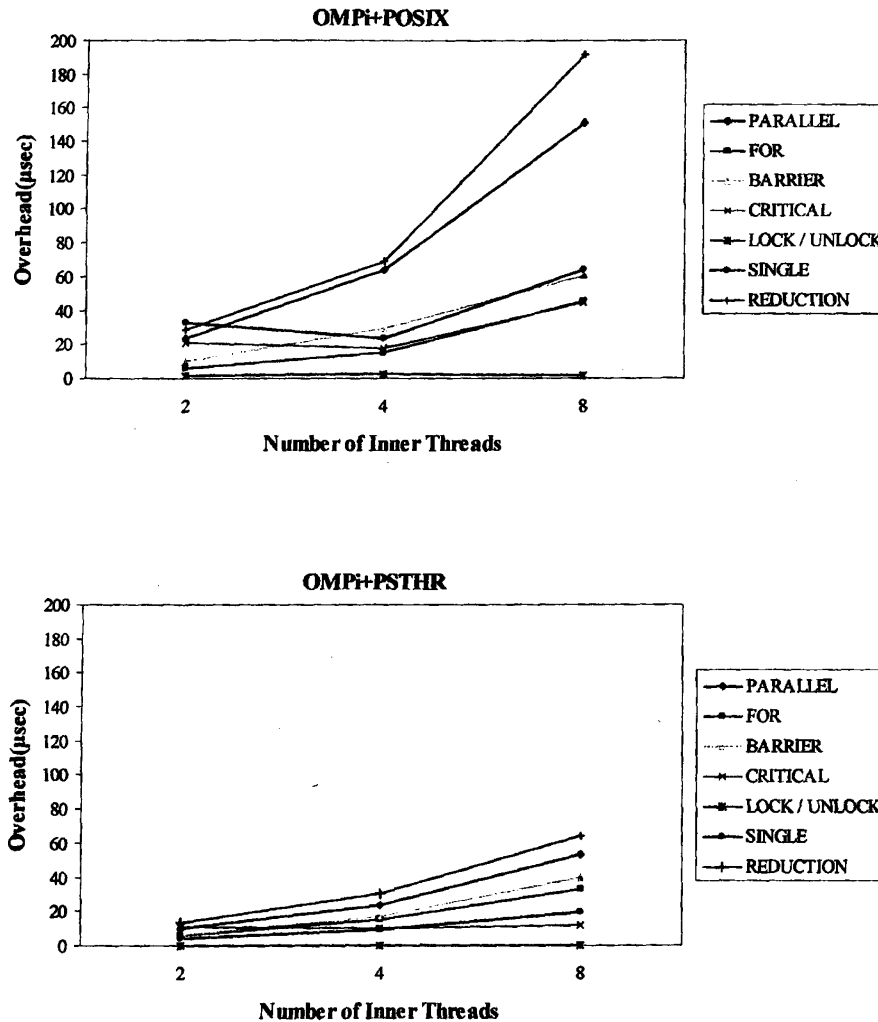 OMPi+POSIX
200
180
160
140
120
100
80
60
40
20
0
Overhead(µsec)
2 4 8
Number of Inner Threads
PARALLEL
FOR
BARRIER
CRITICAL
LOCK / UNLOCK
SINGLE
REDUCTION
OMPi+PSTHR
200
180
160
140
120
100
80
60
40
20
0
Overhead(µsec)
2 4 8
Number of Inner Threads
PARALLEL
FOR
BARRIER
CRITICAL
LOCK / UNLOCK
SINGLE
REDUCTION